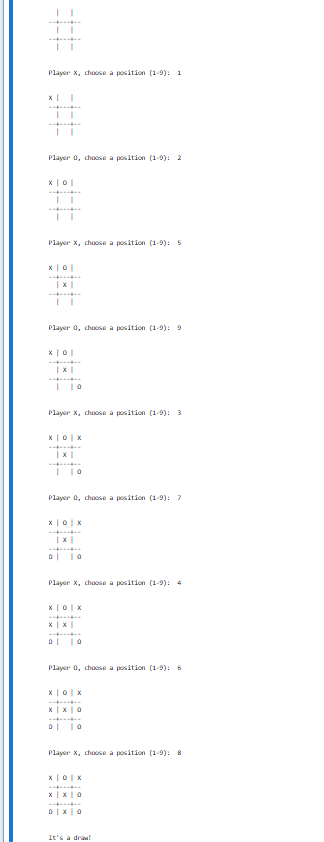 |   |
--+---+--
  |   |
--+---+--
  |   |
Player X, choose a position (1-9):  1
X |   |
--+---+--
  |   |
--+---+--
  |   |
Player O, choose a position (1-9):  2
X | O |
--+---+--
  |   |
--+---+--
  |   |
Player X, choose a position (1-9):  5
X | O |
--+---+--
  | X |
--+---+--
  |   |
Player O, choose a position (1-9):  9
X | O |
--+---+--
  | X |
--+---+--
  |   | O
Player X, choose a position (1-9):  3
X | O | X
--+---+--
  | X |
--+---+--
  |   | O
Player O, choose a position (1-9):  7
X | O | X
--+---+--
  | X |
--+---+--
O |   | O
Player X, choose a position (1-9):  4
X | O | X
--+---+--
X | X |
--+---+--
O |   | O
Player O, choose a position (1-9):  6
X | O | X
--+---+--
X | X | O
--+---+--
O |   | O
Player X, choose a position (1-9):  8
X | O | X
--+---+--
X | X | O
--+---+--
O | X | O
It's a draw!